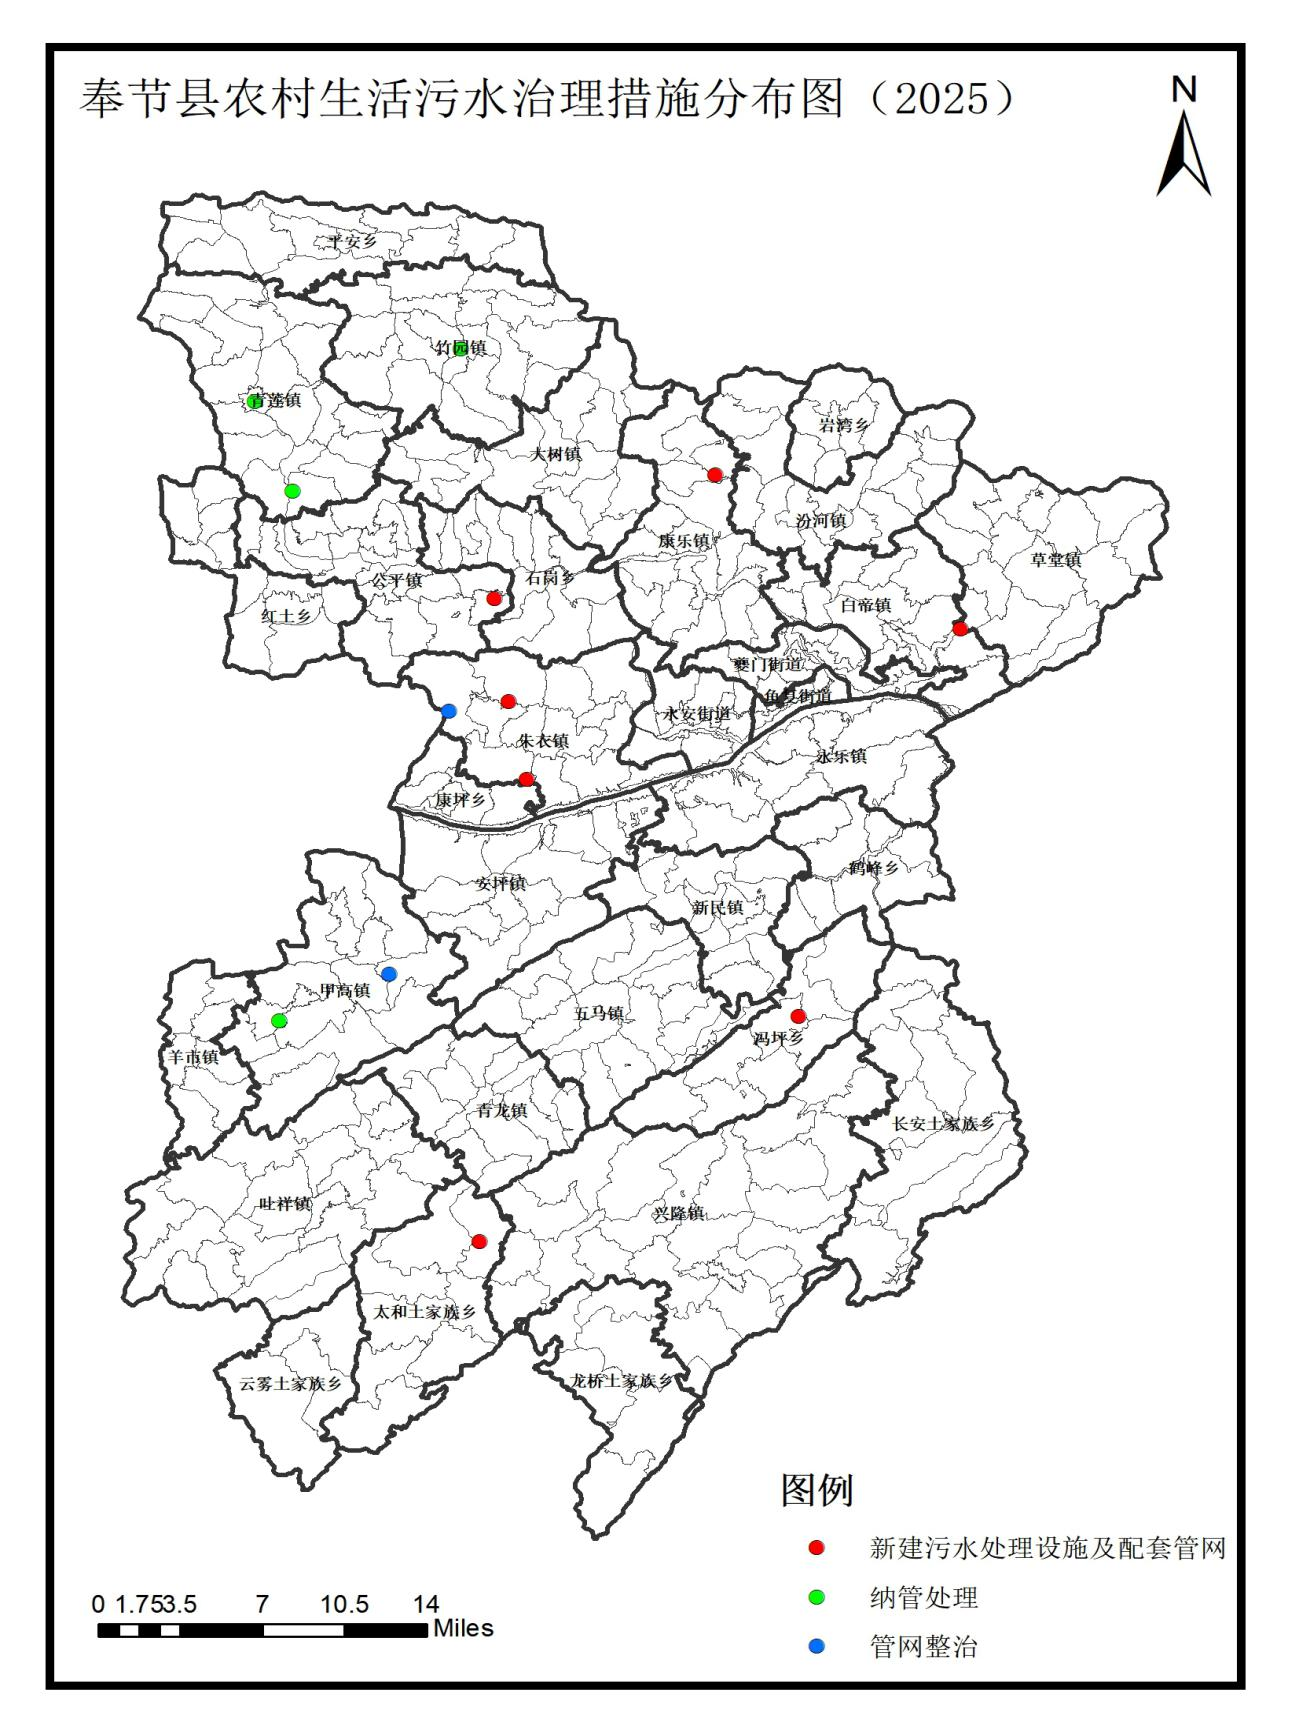 奉节县农村生活污水治理措施分布图（2025）
N
平安乡
竹园镇
青莲镇
岩湾乡
大树镇
汾河镇
康乐镇
草堂镇
公平镇
石岗乡
白帝镇
红土乡
夔门街道
鱼复街道
永安街道
朱衣镇
永乐镇
康坪乡
鹤峰乡
安坪镇
新民镇
甲高镇
五马镇
冯坪乡
羊市镇
青龙镇
长安土家族乡
吐祥镇
兴隆镇
太和土家族乡
云雾土家族乡
龙桥土家族乡
图例
新建污水处理设施及配套管网
纳管处理
管网整治
0 1.753.5 7 10.5 14
Miles